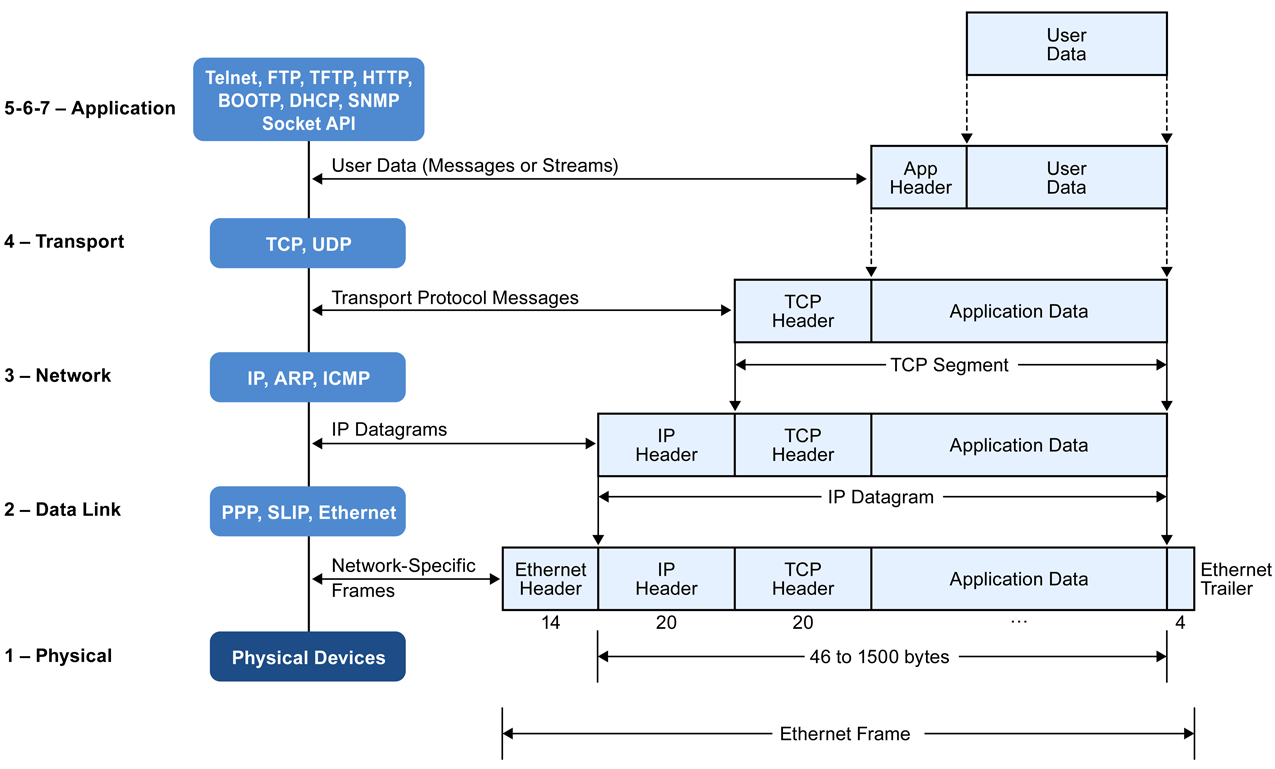 User
Data
Telnet, FTP, TFTP, HTTP,
BOOTP, DHCP, SNMP
Socket API
5-6-7 – Application
User Data (Messages or Streams)
App
Header
User
Data
4 – Transport
TCP, UDP
Transport Protocol Messages
TCP
Header
Application Data
TCP Segment
3 – Network
IP, ARP, ICMP
IP Datagrams
IP
Header
TCP
Header
Application Data
IP Datagram
2 – Data Link
PPP, SLIP, Ethernet
Network-Specific
Frames
Ethernet
Header
IP
Header
TCP
Header
Application Data
Ethernet
Trailer
14
20
20
...
4
1 – Physical
Physical Devices
46 to 1500 bytes
Ethernet Frame